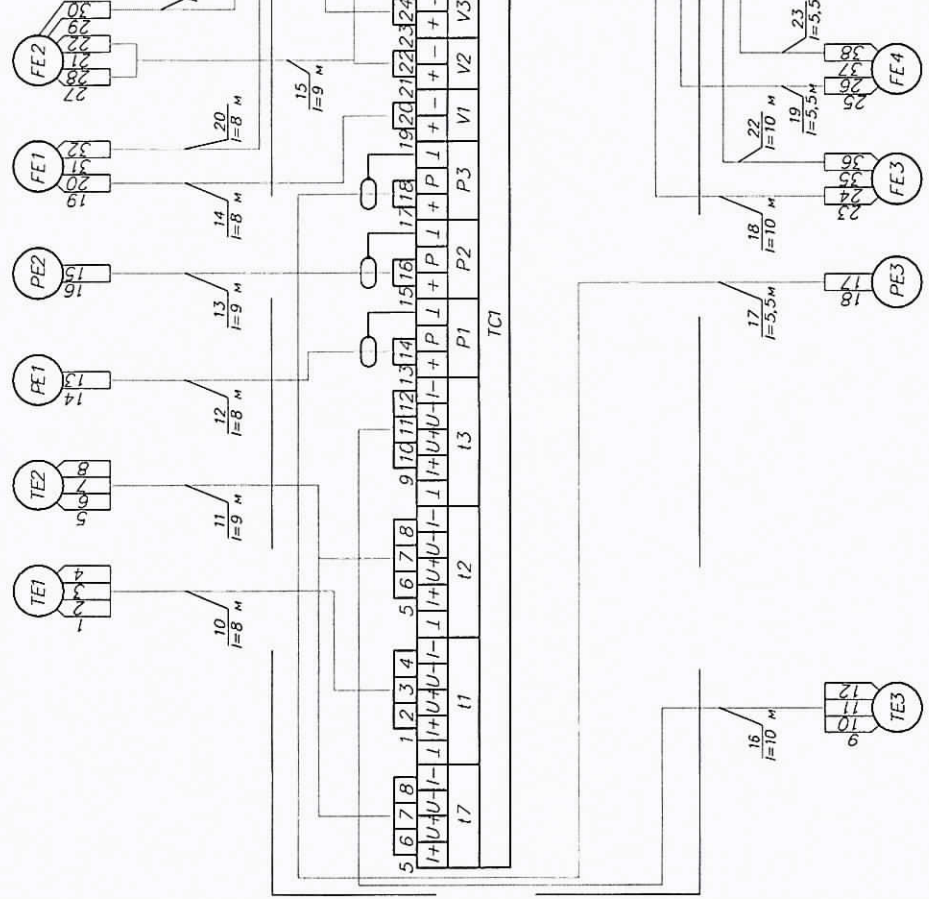 30
29
22
21
28
27
FE2
15
l=9 м
20
l=8 м
32
31
20
19
FE1
14
l=8 м
15
16
PE2
13
l=9 м
13
14
PE1
12
l=8 м
8
7
6
5
TE2
11
l=9 м
4
3
2
1
TE1
10
l=8 м
5 6 7 8
I+ U+ U- I-
t7
1 2 3 4
⊥ I+ U+ U- I-
t1
5 6 7 8
⊥ I+ U+ U- I-
t2
9 10 11 12
⊥ I+ U+ U- I-
t3
13 14
+ P ⊥
P1
15 16
+ P ⊥
P2
17 18
+ P ⊥
P3
19 20
+ -
V1
21 22
+ -
V2
23 24
+ -
V3
TC1
23
l=5,5
38
37
26
25
FE4
19
l=5,5м
22
l=10 м
36
35
24
23
FE3
18
l=10 м
17
18
PE3
17
l=5,5м
12
11
10
9
TE3
16
l=10 м